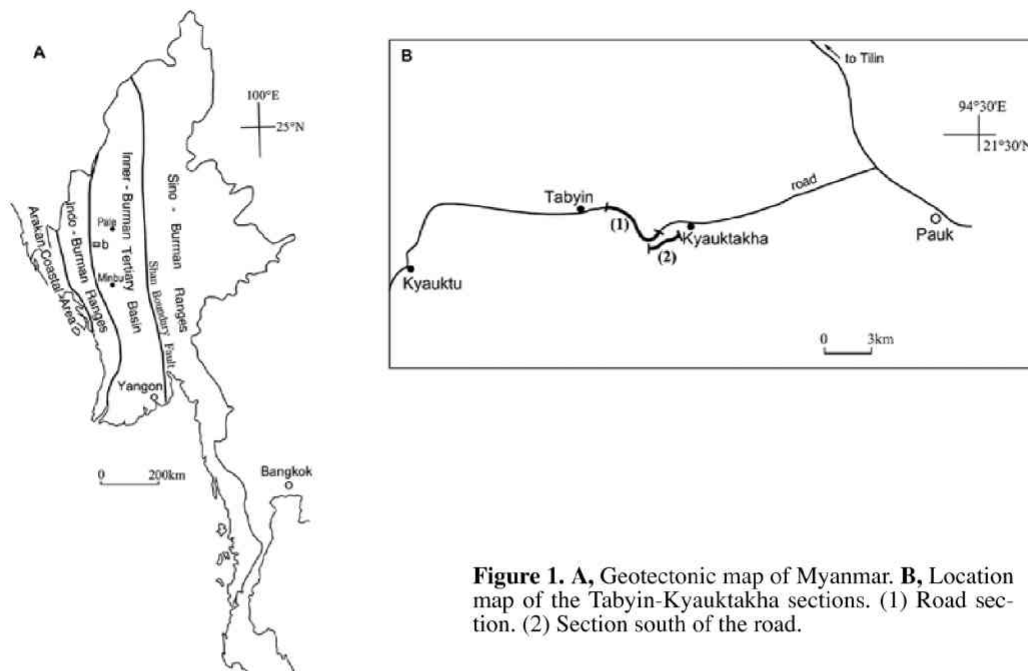 A
100°E
25°N
Arakan Coastal Area
Indo - Burman Ranges
Inner - Burman Tertiary Basin
Sino - Burman Ranges
Shan Boundary Fault
Pale
b
Minbu
Yangon
0 200km
Bangkok
B
to Tilin
94°30'E
21°30'N
road
Tabyin
(1)
Kyauktakha
(2)
Pauk
Kyauktu
0 3km
Figure 1. A, Geotectonic map of Myanmar. B, Location
map of the Tabyin-Kyauktakha sections. (1) Road sec-
tion. (2) Section south of the road.